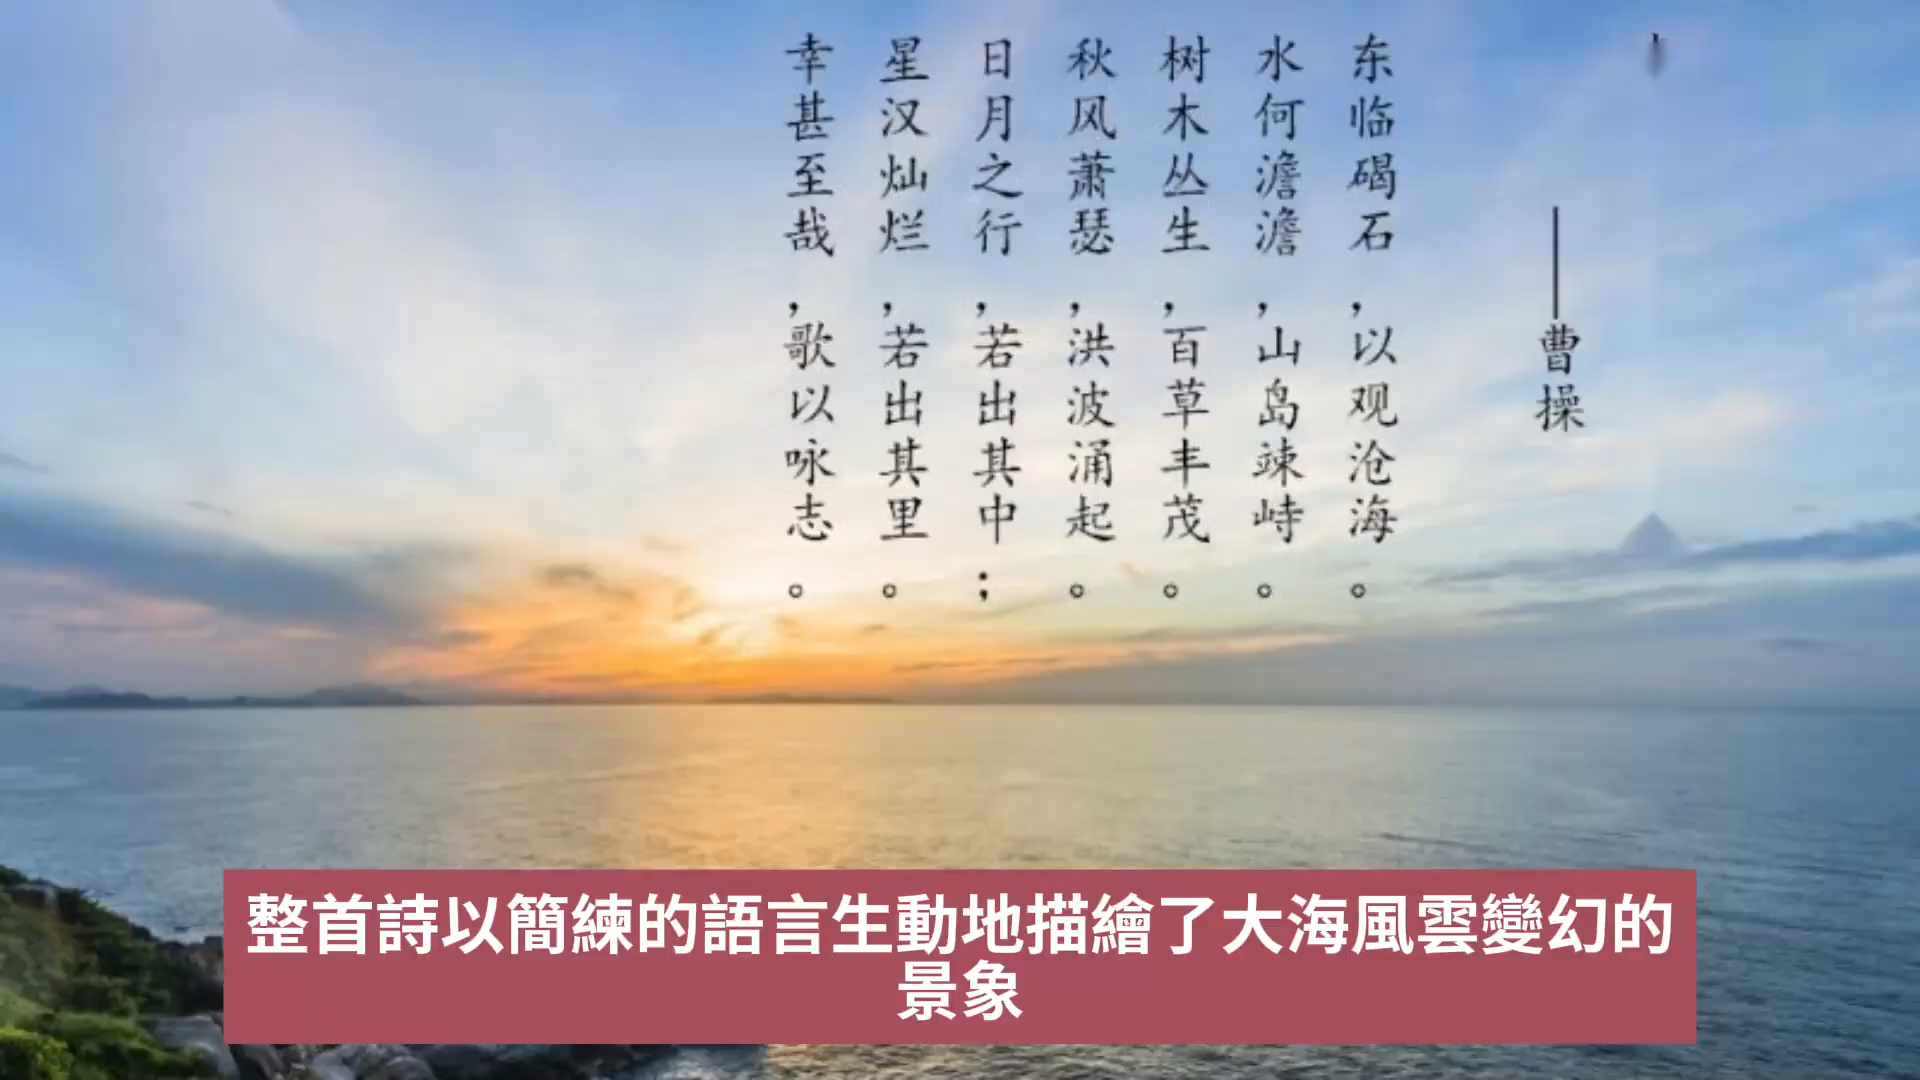 ——曹操
东临碣石,以观沧海。
水何澹澹,山岛竦峙。
树木丛生,百草丰茂。
秋风萧瑟,洪波涌起。
日月之行,若出其中;
星汉灿烂,若出其里。
幸甚至哉,歌以咏志。
整首詩以簡練的語言生動地描繪了大海風雲變幻的
景象